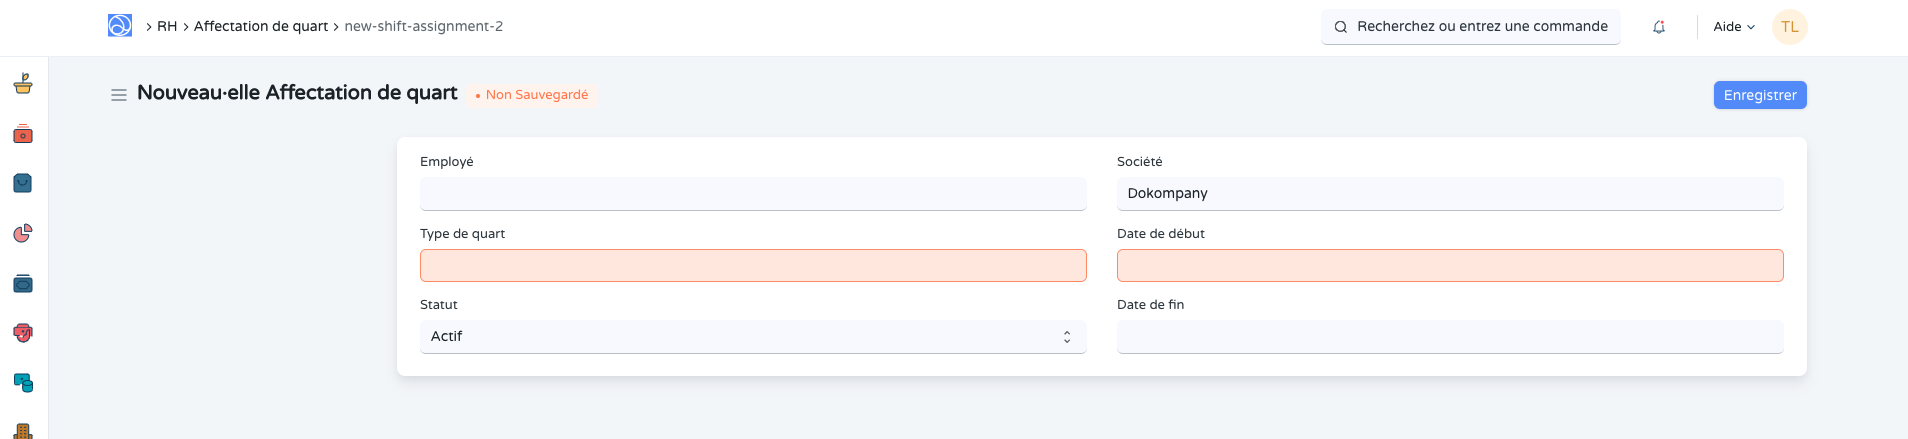 RH > Affectation de quart > new-shift-assignment-2
Recherchez ou entrez une commande
Aide
TL
Nouveau·elle Affectation de quart
Non Sauvegardé
Enregistrer
Employé
Société
Dokompany
Type de quart
Date de début
Statut
Date de fin
Actif